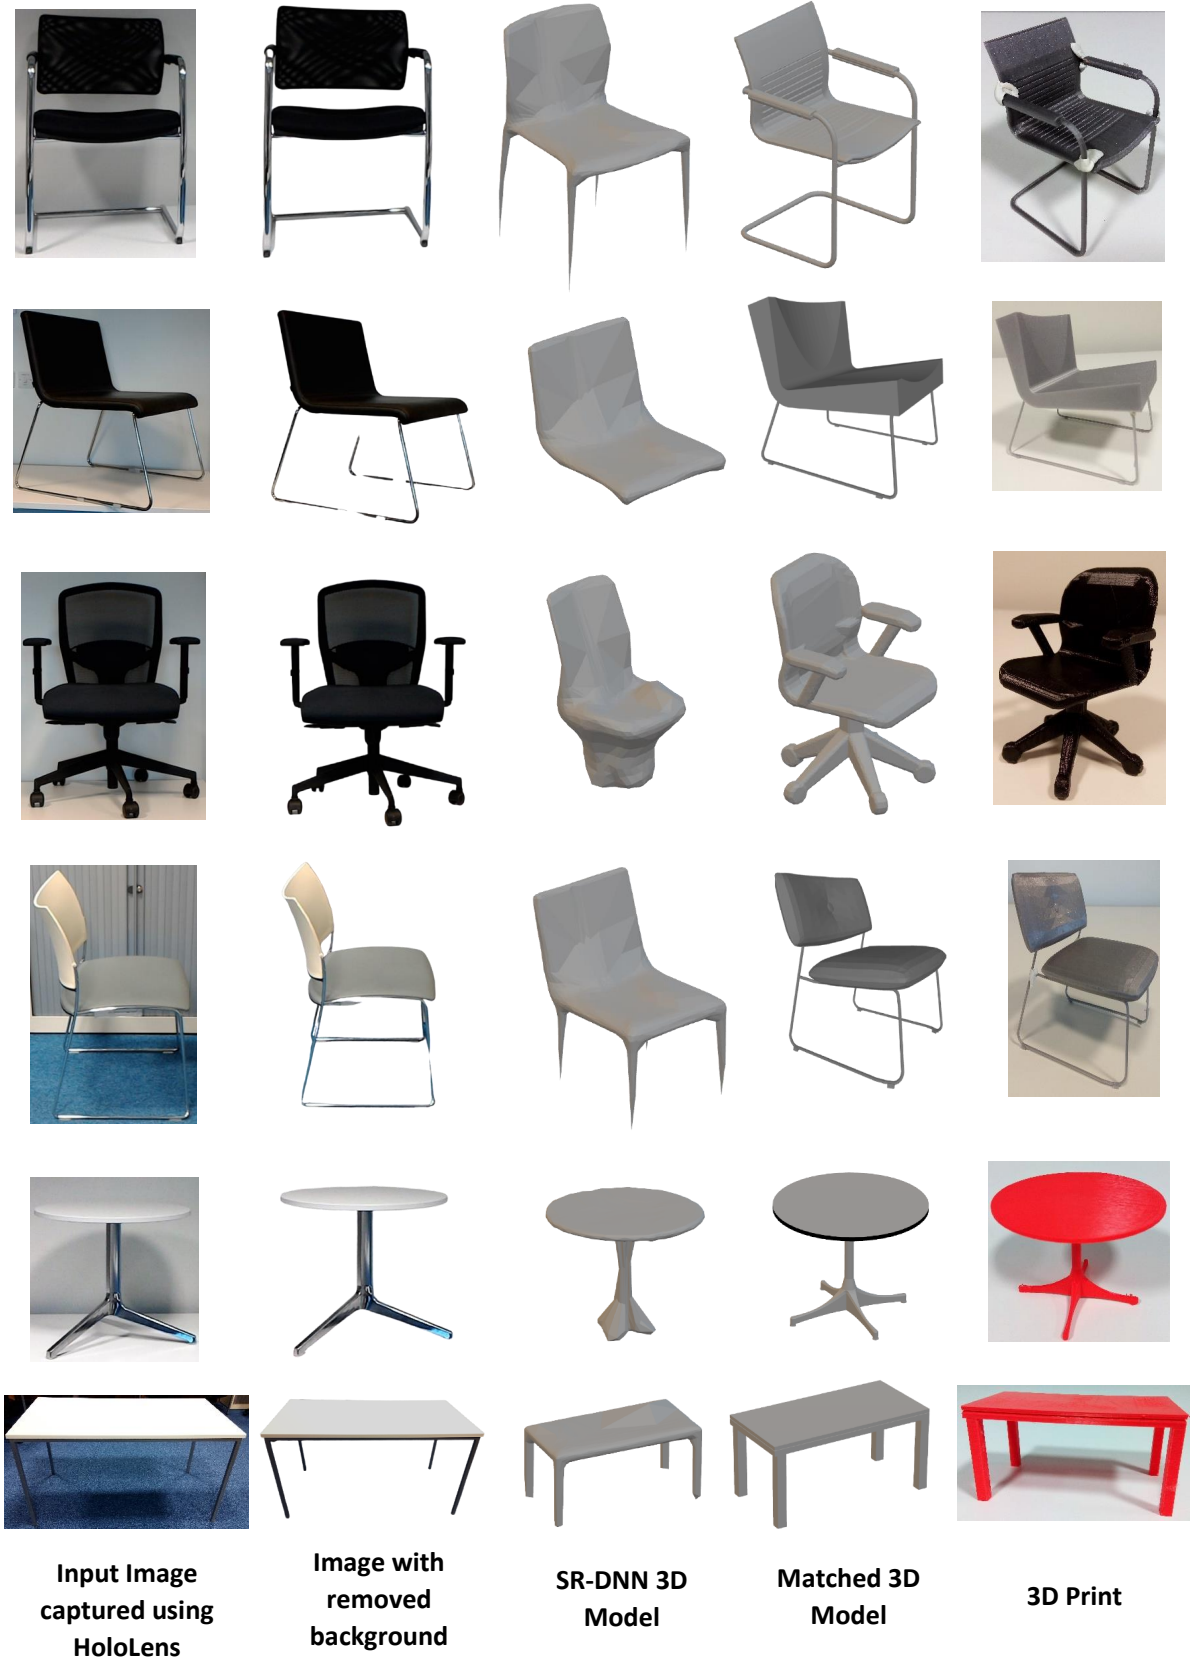 Input Image
captured using
HoloLens
Image with
removed
background
SR-DNN 3D
Model
Matched 3D
Model
3D Print